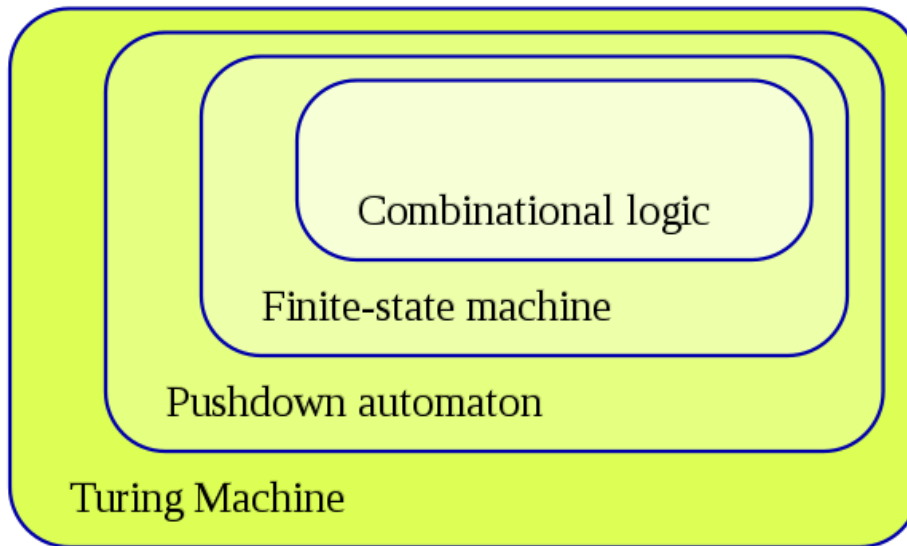 Combinational logic
Finite-state machine
Pushdown automaton
Turing Machine